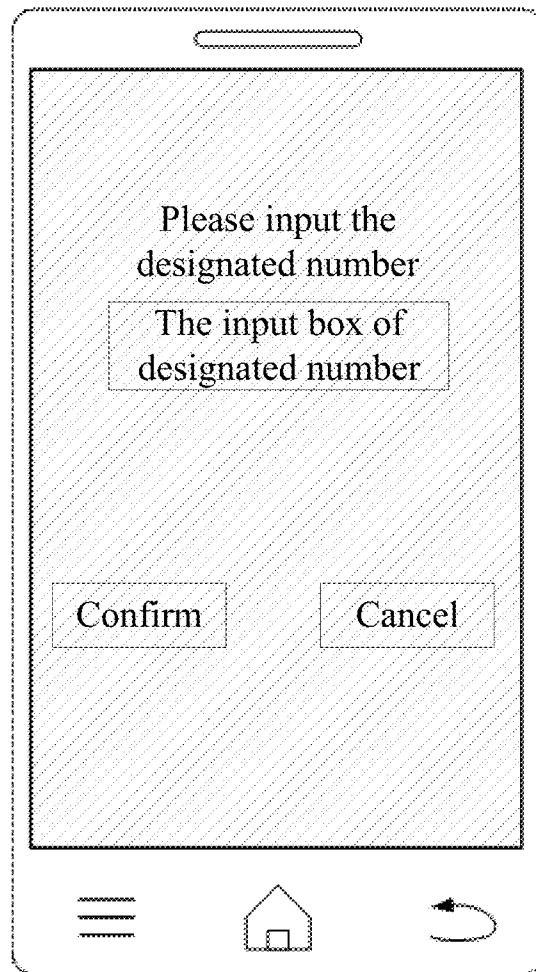 Please input the
designated number
The input box of
designated number
Confirm
Cancel